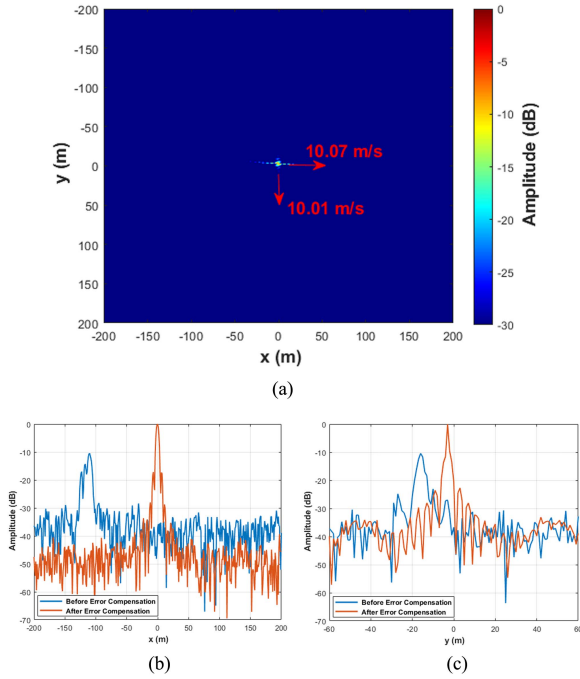 -200
-150
-100
-50
0
50
100
150
200
y (m)
10.07 m/s
10.01 m/s
-200 -150 -100 -50 0 50 100 150 200
x (m)
0
-5
-10
-15
-20
-25
-30
Amplitude (dB)
(a)
0
-10
-20
-30
-40
-50
-60
-70
Amplitude (dB)
Before Error Compensation
After Error Compensation
-200 -150 -100 -50 0 50 100 150 200
x (m)
(b)
0
-10
-20
-30
-40
-50
-60
-70
Amplitude (dB)
Before Error Compensation
After Error Compensation
-60 -40 -20 0 20 40 60
y (m)
(c)